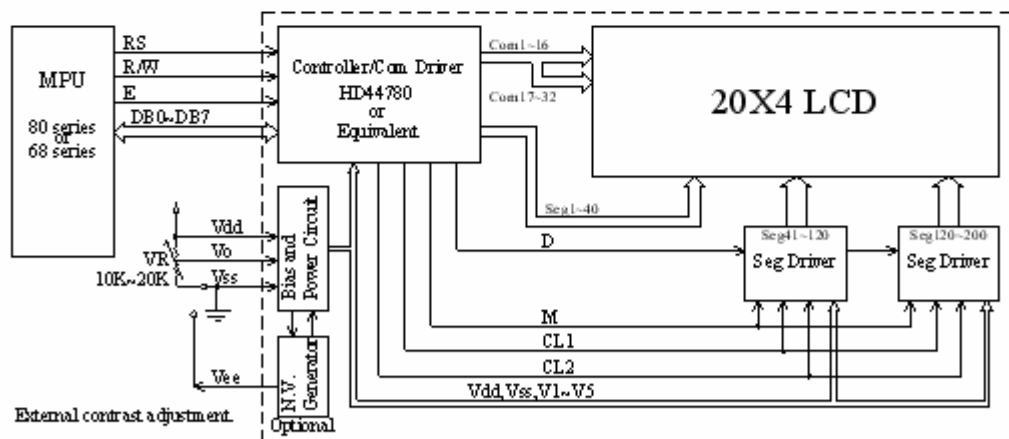 MPU
80 series
or
68 series
RS
R/W
E
DB0~DB7
Controller/Com Driver
HD44780
or
Equivalent
Com1~16
Com17~32
20X4 LCD
Seg1~40
D
Seg41~120
Seg Driver
Seg120~200
Seg Driver
Vdd
Vo
Vss
VR
10K~20K
Bias and
Power Circuit
M
CL1
CL2
Vdd,Vss,V1~V5
Vee
N.V.
Generator
Optional
External contrast adjustment.